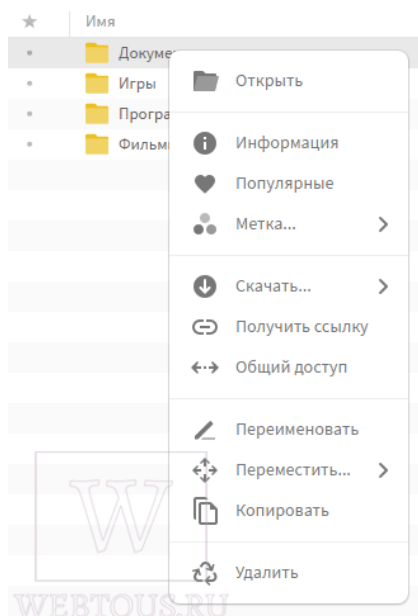 Имя
Докуме
Игры
Програ
Фильм
Открыть
Информация
Популярные
Метка...
Скачать...
Получить ссылку
Общий доступ
Переименовать
Переместить...
Копировать
Удалить
W
WEBTOUS.RU